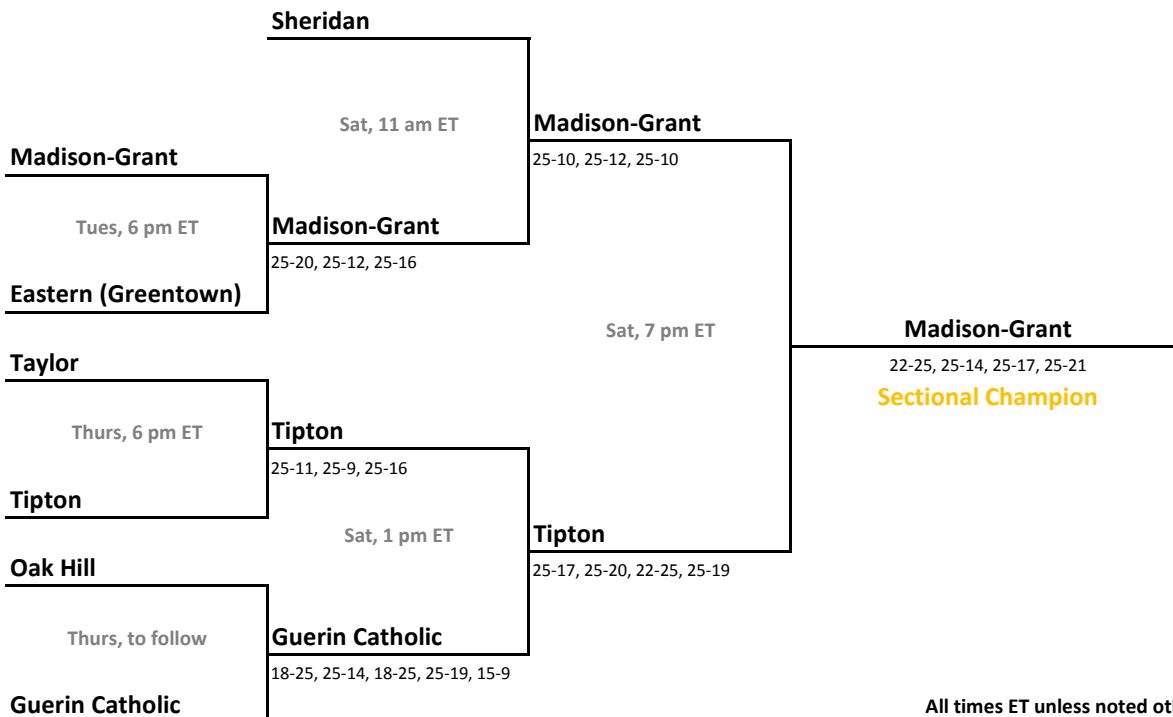 Sheridan
Sat, 11 am ET
Madison-Grant
25-10, 25-12, 25-10
Madison-Grant
Tues, 6 pm ET
Madison-Grant
25-20, 25-12, 25-16
Eastern (Greentown)
Sat, 7 pm ET
Madison-Grant
22-25, 25-14, 25-17, 25-21
Sectional Champion
Taylor
Thurs, 6 pm ET
Tipton
25-11, 25-9, 25-16
Tipton
Sat, 1 pm ET
Tipton
25-17, 25-20, 22-25, 25-19
Oak Hill
Thurs, to follow
Guerin Catholic
18-25, 25-14, 18-25, 25-19, 15-9
Guerin Catholic
All times ET unless noted